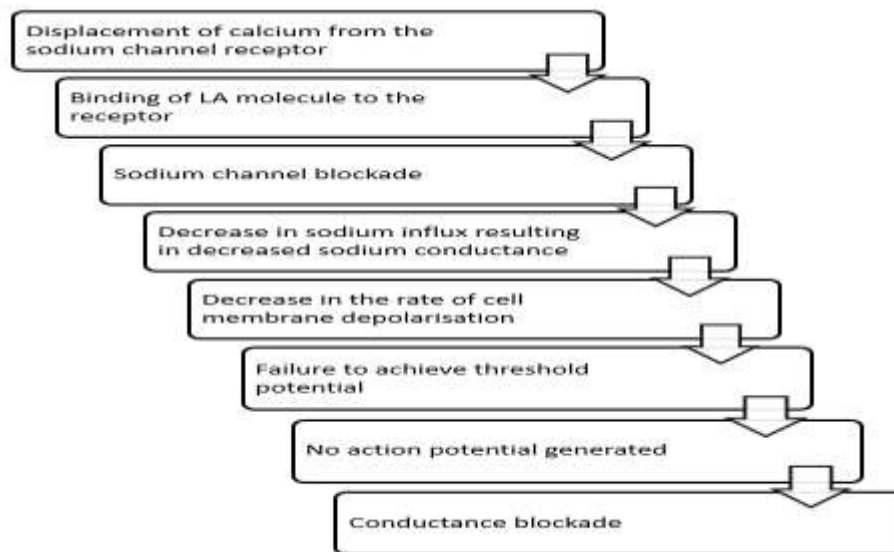 Displacement of calcium from the
sodium channel receptor
Binding of LA molecule to the
receptor
Sodium channel blockade
Decrease in sodium influx resulting
in decreased sodium conductance
Decrease in the rate of cell
membrane depolarisation
Failure to achieve threshold
potential
No action potential generated
Conductance blockade